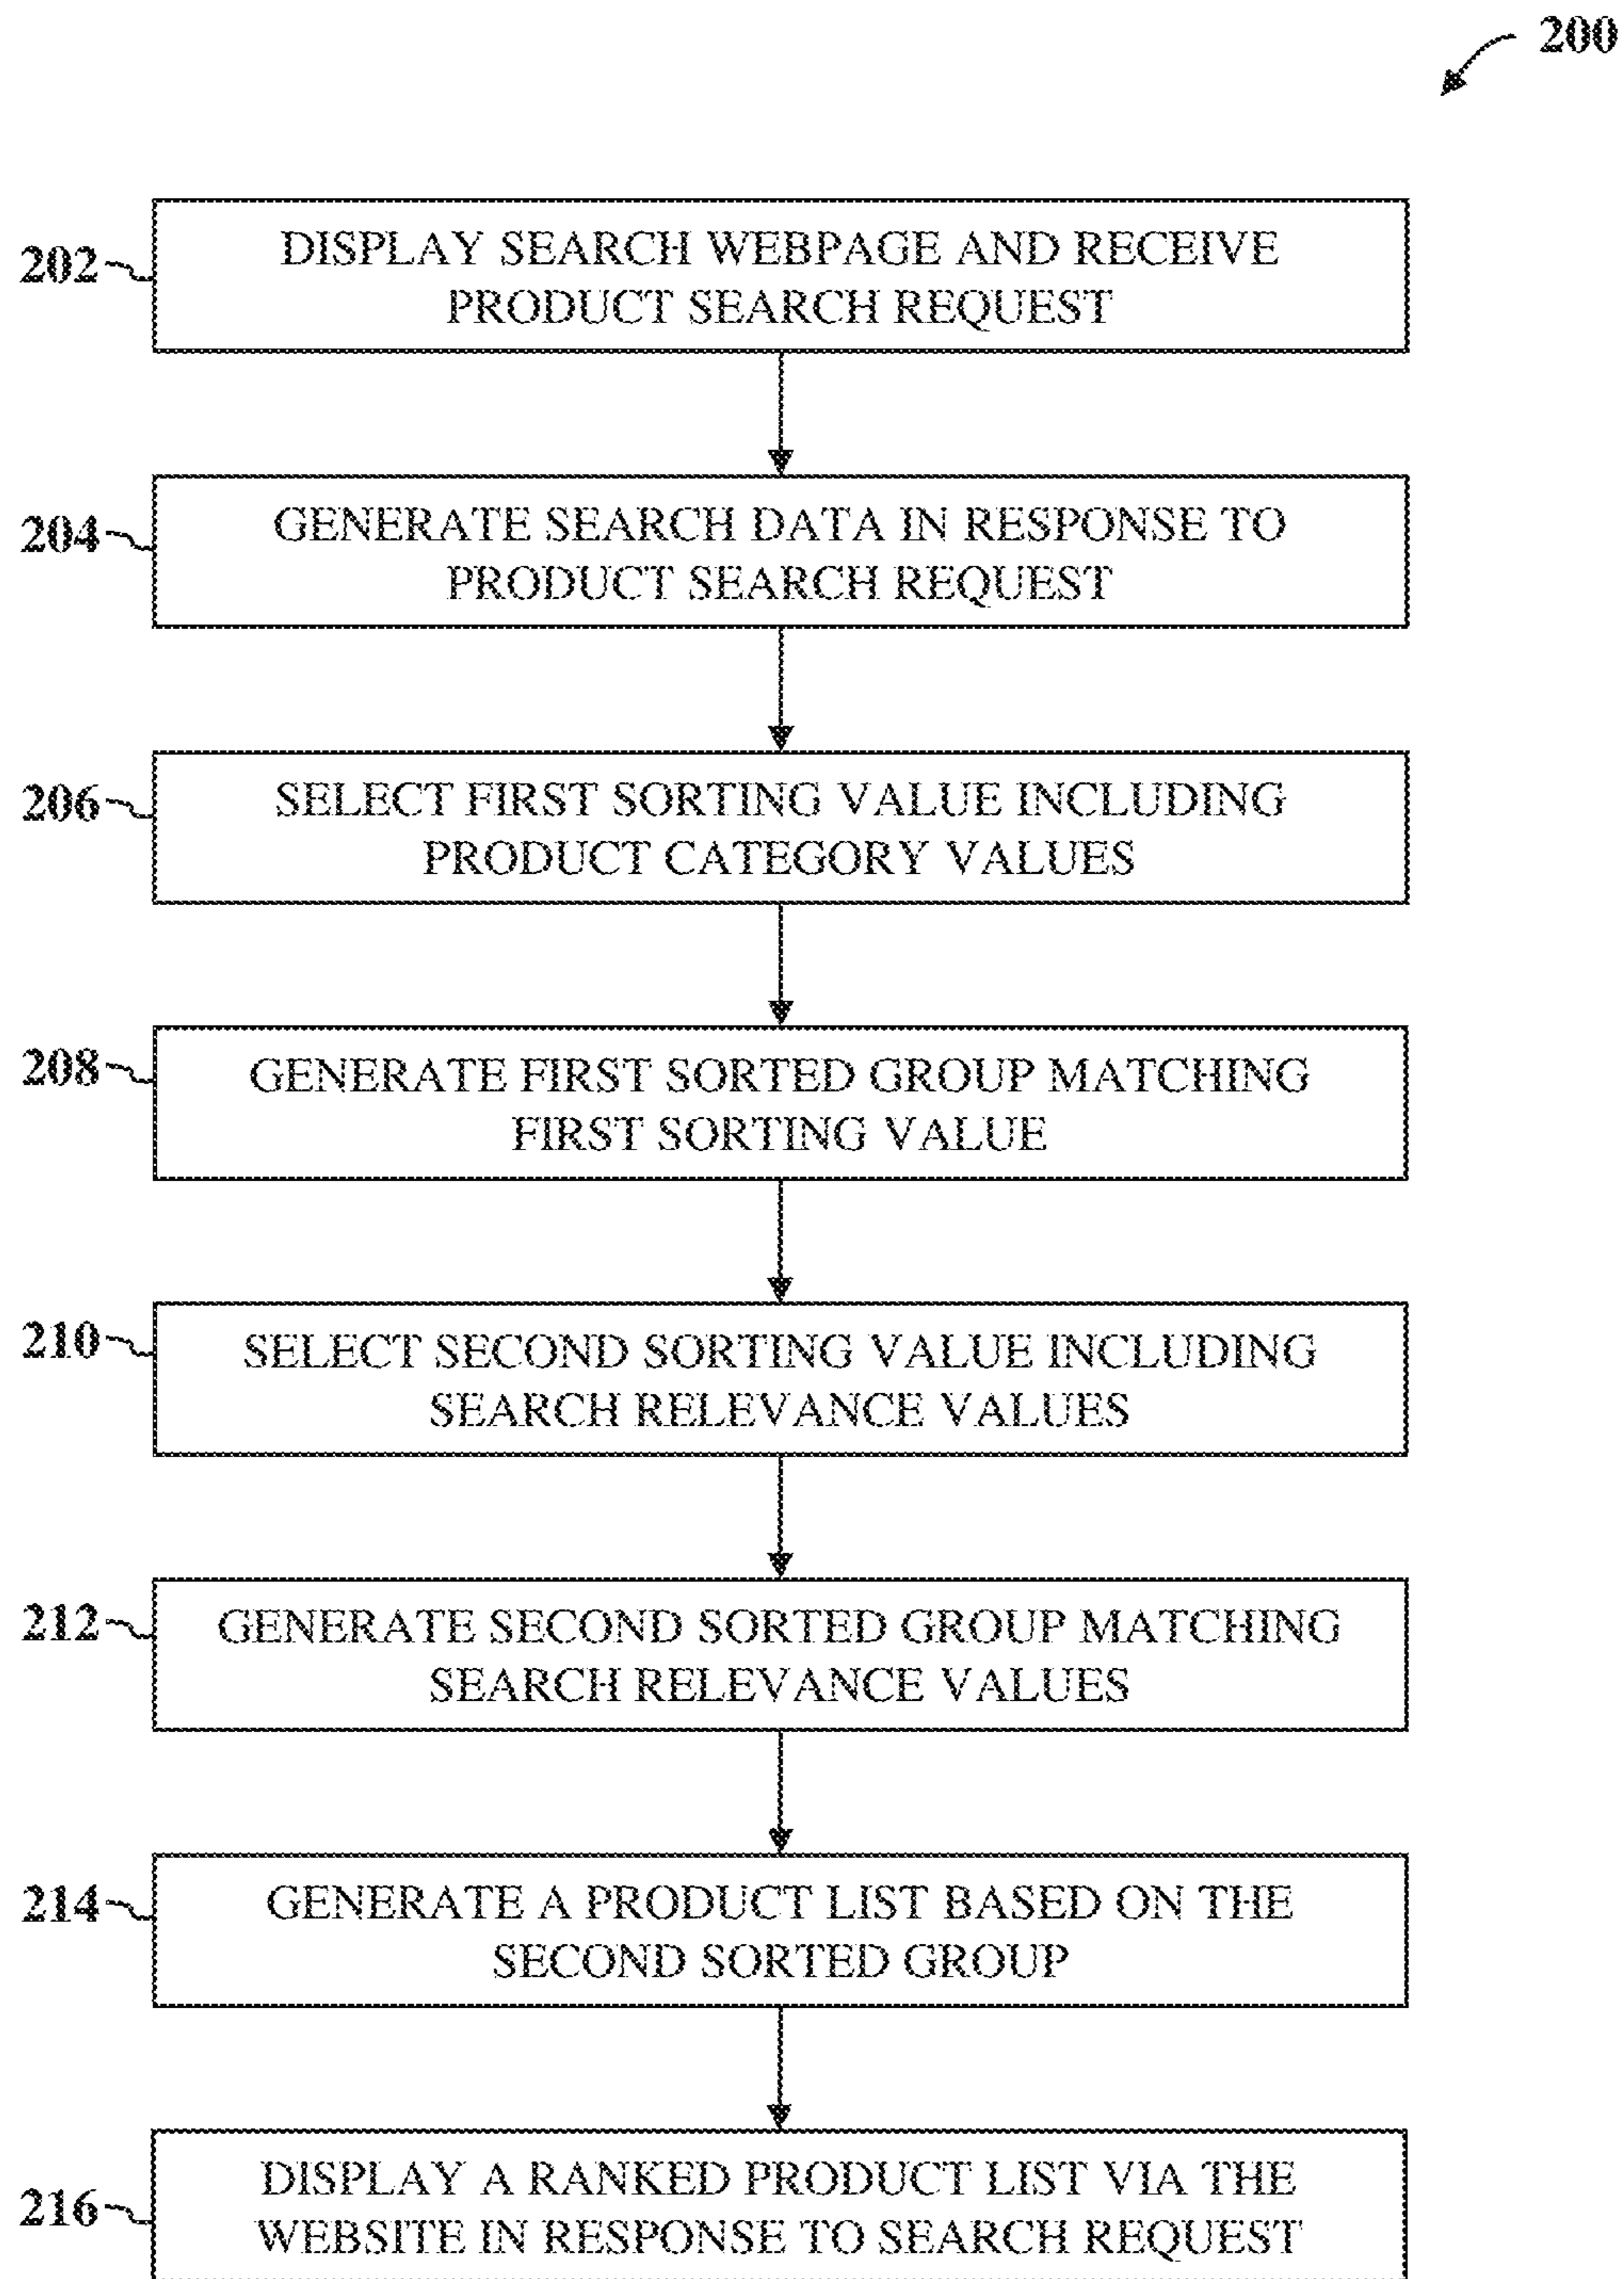 200
202
DISPLAY SEARCH WEBPAGE AND RECEIVE
PRODUCT SEARCH REQUEST
204
GENERATE SEARCH DATA IN RESPONSE TO
PRODUCT SEARCH REQUEST
206
SELECT FIRST SORTING VALUE INCLUDING
PRODUCT CATEGORY VALUES
208
GENERATE FIRST SORTED GROUP MATCHING
FIRST SORTING VALUE
210
SELECT SECOND SORTING VALUE INCLUDING
SEARCH RELEVANCE VALUES
212
GENERATE SECOND SORTED GROUP MATCHING
SEARCH RELEVANCE VALUES
214
GENERATE A PRODUCT LIST BASED ON THE
SECOND SORTED GROUP
216
DISPLAY A RANKED PRODUCT LIST VIA THE
WEBSITE IN RESPONSE TO SEARCH REQUEST